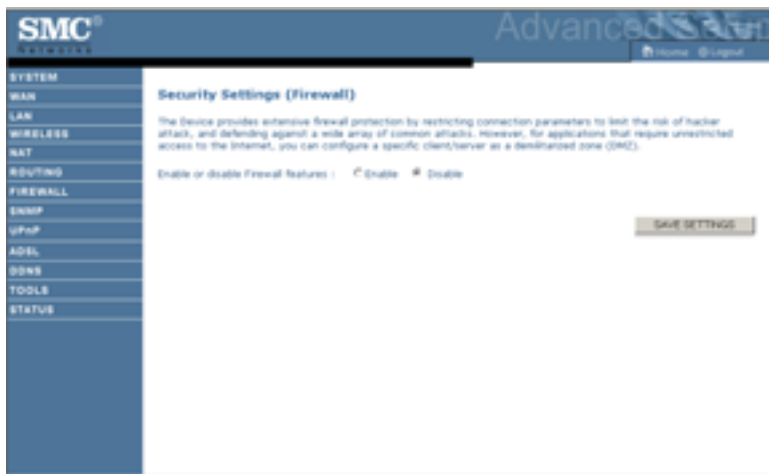 SMC®
Networks
Advanced Setup
Home Logout
SYSTEM
WAN
LAN
WIRELESS
NAT
ROUTING
FIREWALL
SNMP
UPnP
ADSL
DDNS
TOOLS
STATUS
Security Settings (Firewall)
The Device provides extensive firewall protection by restricting connection parameters to limit the risk of hacker
attack, and defending against a wide array of common attacks. However, for applications that require unrestricted
access to the Internet, you can configure a specific client/server as a demilitarized zone (DMZ).
Enable or disable Firewall features : Enable Disable
SAVE SETTINGS